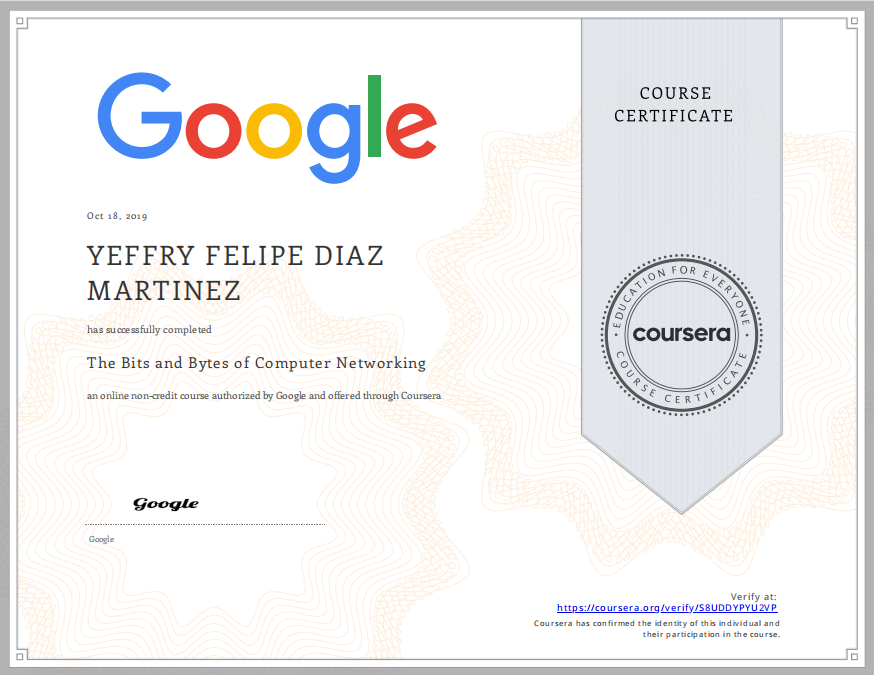 Google
COURSE
CERTIFICATE
Oct 18, 2019
YEFFRY FELIPE DIAZ
MARTINEZ
has successfully completed
The Bits and Bytes of Computer Networking
an online non-credit course authorized by Google and offered through Coursera
EDUCATION FOR EVERYONE
coursera
COURSE CERTIFICATE
Google
Google
Verify at:
https://coursera.org/verify/S8UDDYPYU2VP
Coursera has confirmed the identity of this individual and
their participation in the course.